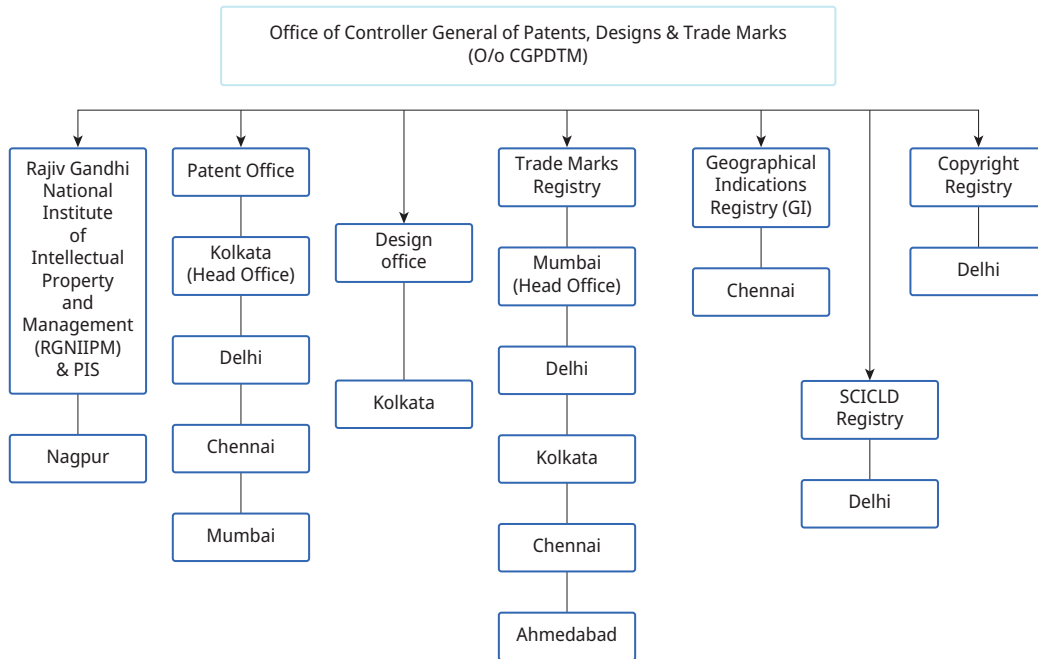 Office of Controller General of Patents, Designs & Trade Marks
(O/o CGPDTM)
Rajiv Gandhi
National
Institute
of
Intellectual
Property
and
Management
(RGNIIPM)
& PIS
Nagpur
Patent Office
Kolkata
(Head Office)
Delhi
Chennai
Mumbai
Design
office
Kolkata
Trade Marks
Registry
Mumbai
(Head Office)
Delhi
Kolkata
Chennai
Ahmedabad
Geographical
Indications
Registry (GI)
Chennai
SCICLD
Registry
Delhi
Copyright
Registry
Delhi